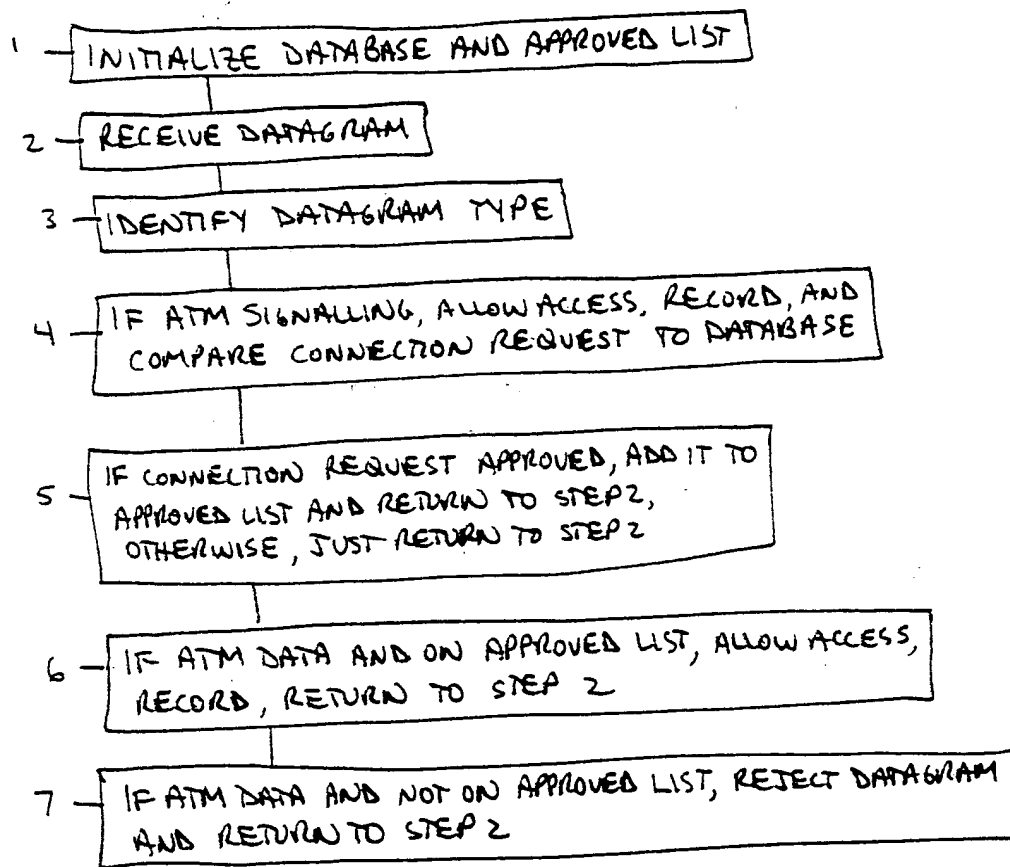 1 INITIALIZE DATABASE AND APPROVED LIST
2 RECEIVE DATAGRAM
3 IDENTIFY DATAGRAM TYPE
4 IF ATM SIGNALLING, ALLOW ACCESS, RECORD, AND
COMPARE CONNECTION REQUEST TO DATABASE
5 IF CONNECTION REQUEST APPROVED, ADD IT TO
APPROVED LIST AND RETURN TO STEP 2,
OTHERWISE, JUST RETURN TO STEP 2
6 IF ATM DATA AND ON APPROVED LIST, ALLOW ACCESS,
RECORD, RETURN TO STEP 2
7 IF ATM DATA AND NOT ON APPROVED LIST, REJECT DATAGRAM
AND RETURN TO STEP 2